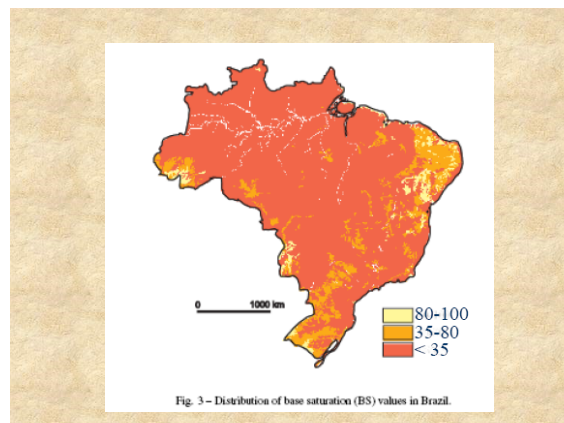 0 1000 km
80-100
35-80
< 35
Fig. 3 – Distribution of base saturation (BS) values in Brazil.